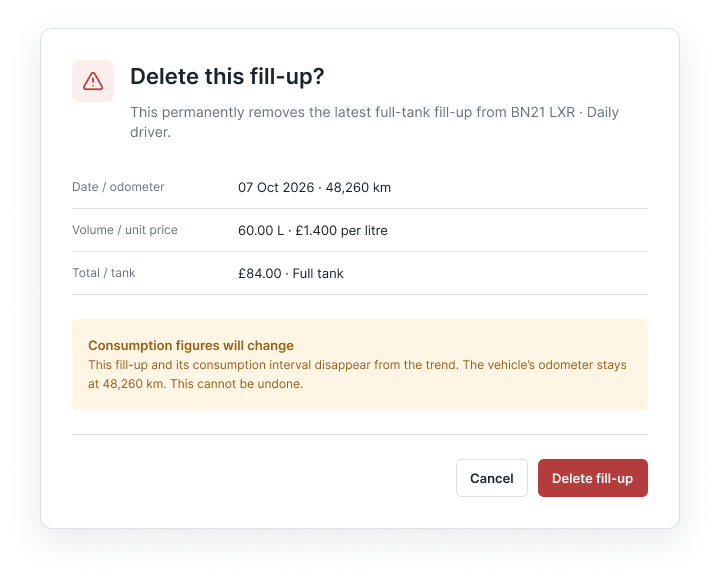 Delete this fill-up?
This permanently removes the latest full-tank fill-up from BN21 LXR · Daily
driver.
Date / odometer 07 Oct 2026 · 48,260 km
Volume / unit price 60.00 L · £1.400 per litre
Total / tank £84.00 · Full tank
Consumption figures will change
This fill-up and its consumption interval disappear from the trend. The vehicle’s odometer stays
at 48,260 km. This cannot be undone.
Cancel Delete fill-up